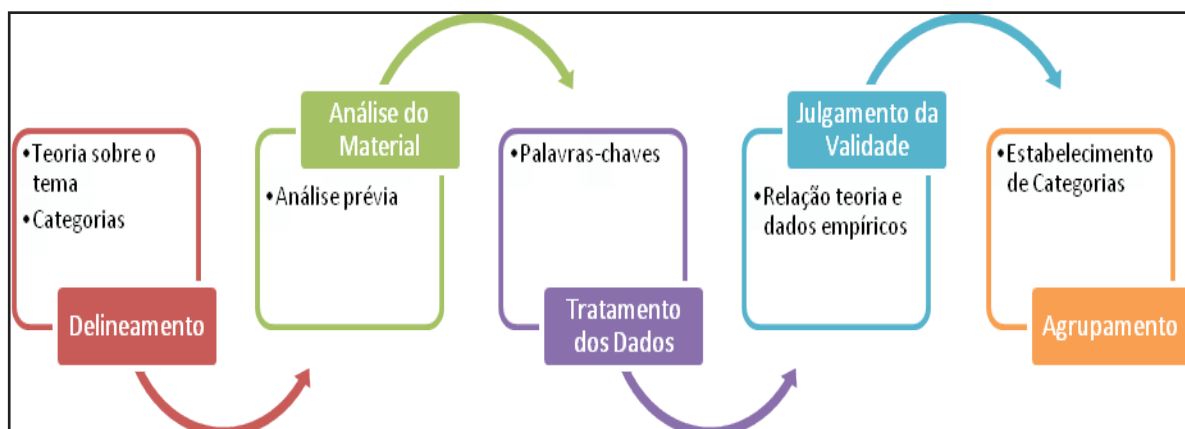 •Teoria sobre o
tema
•Categorias
Delineamento
Análise do
Material
•Análise prévia
•Palavras-chaves
Tratamento
dos Dados
Julgamento da
Validade
•Relação teoria e
dados empíricos
•Estabelecimento
de Categorias
Agrupamento